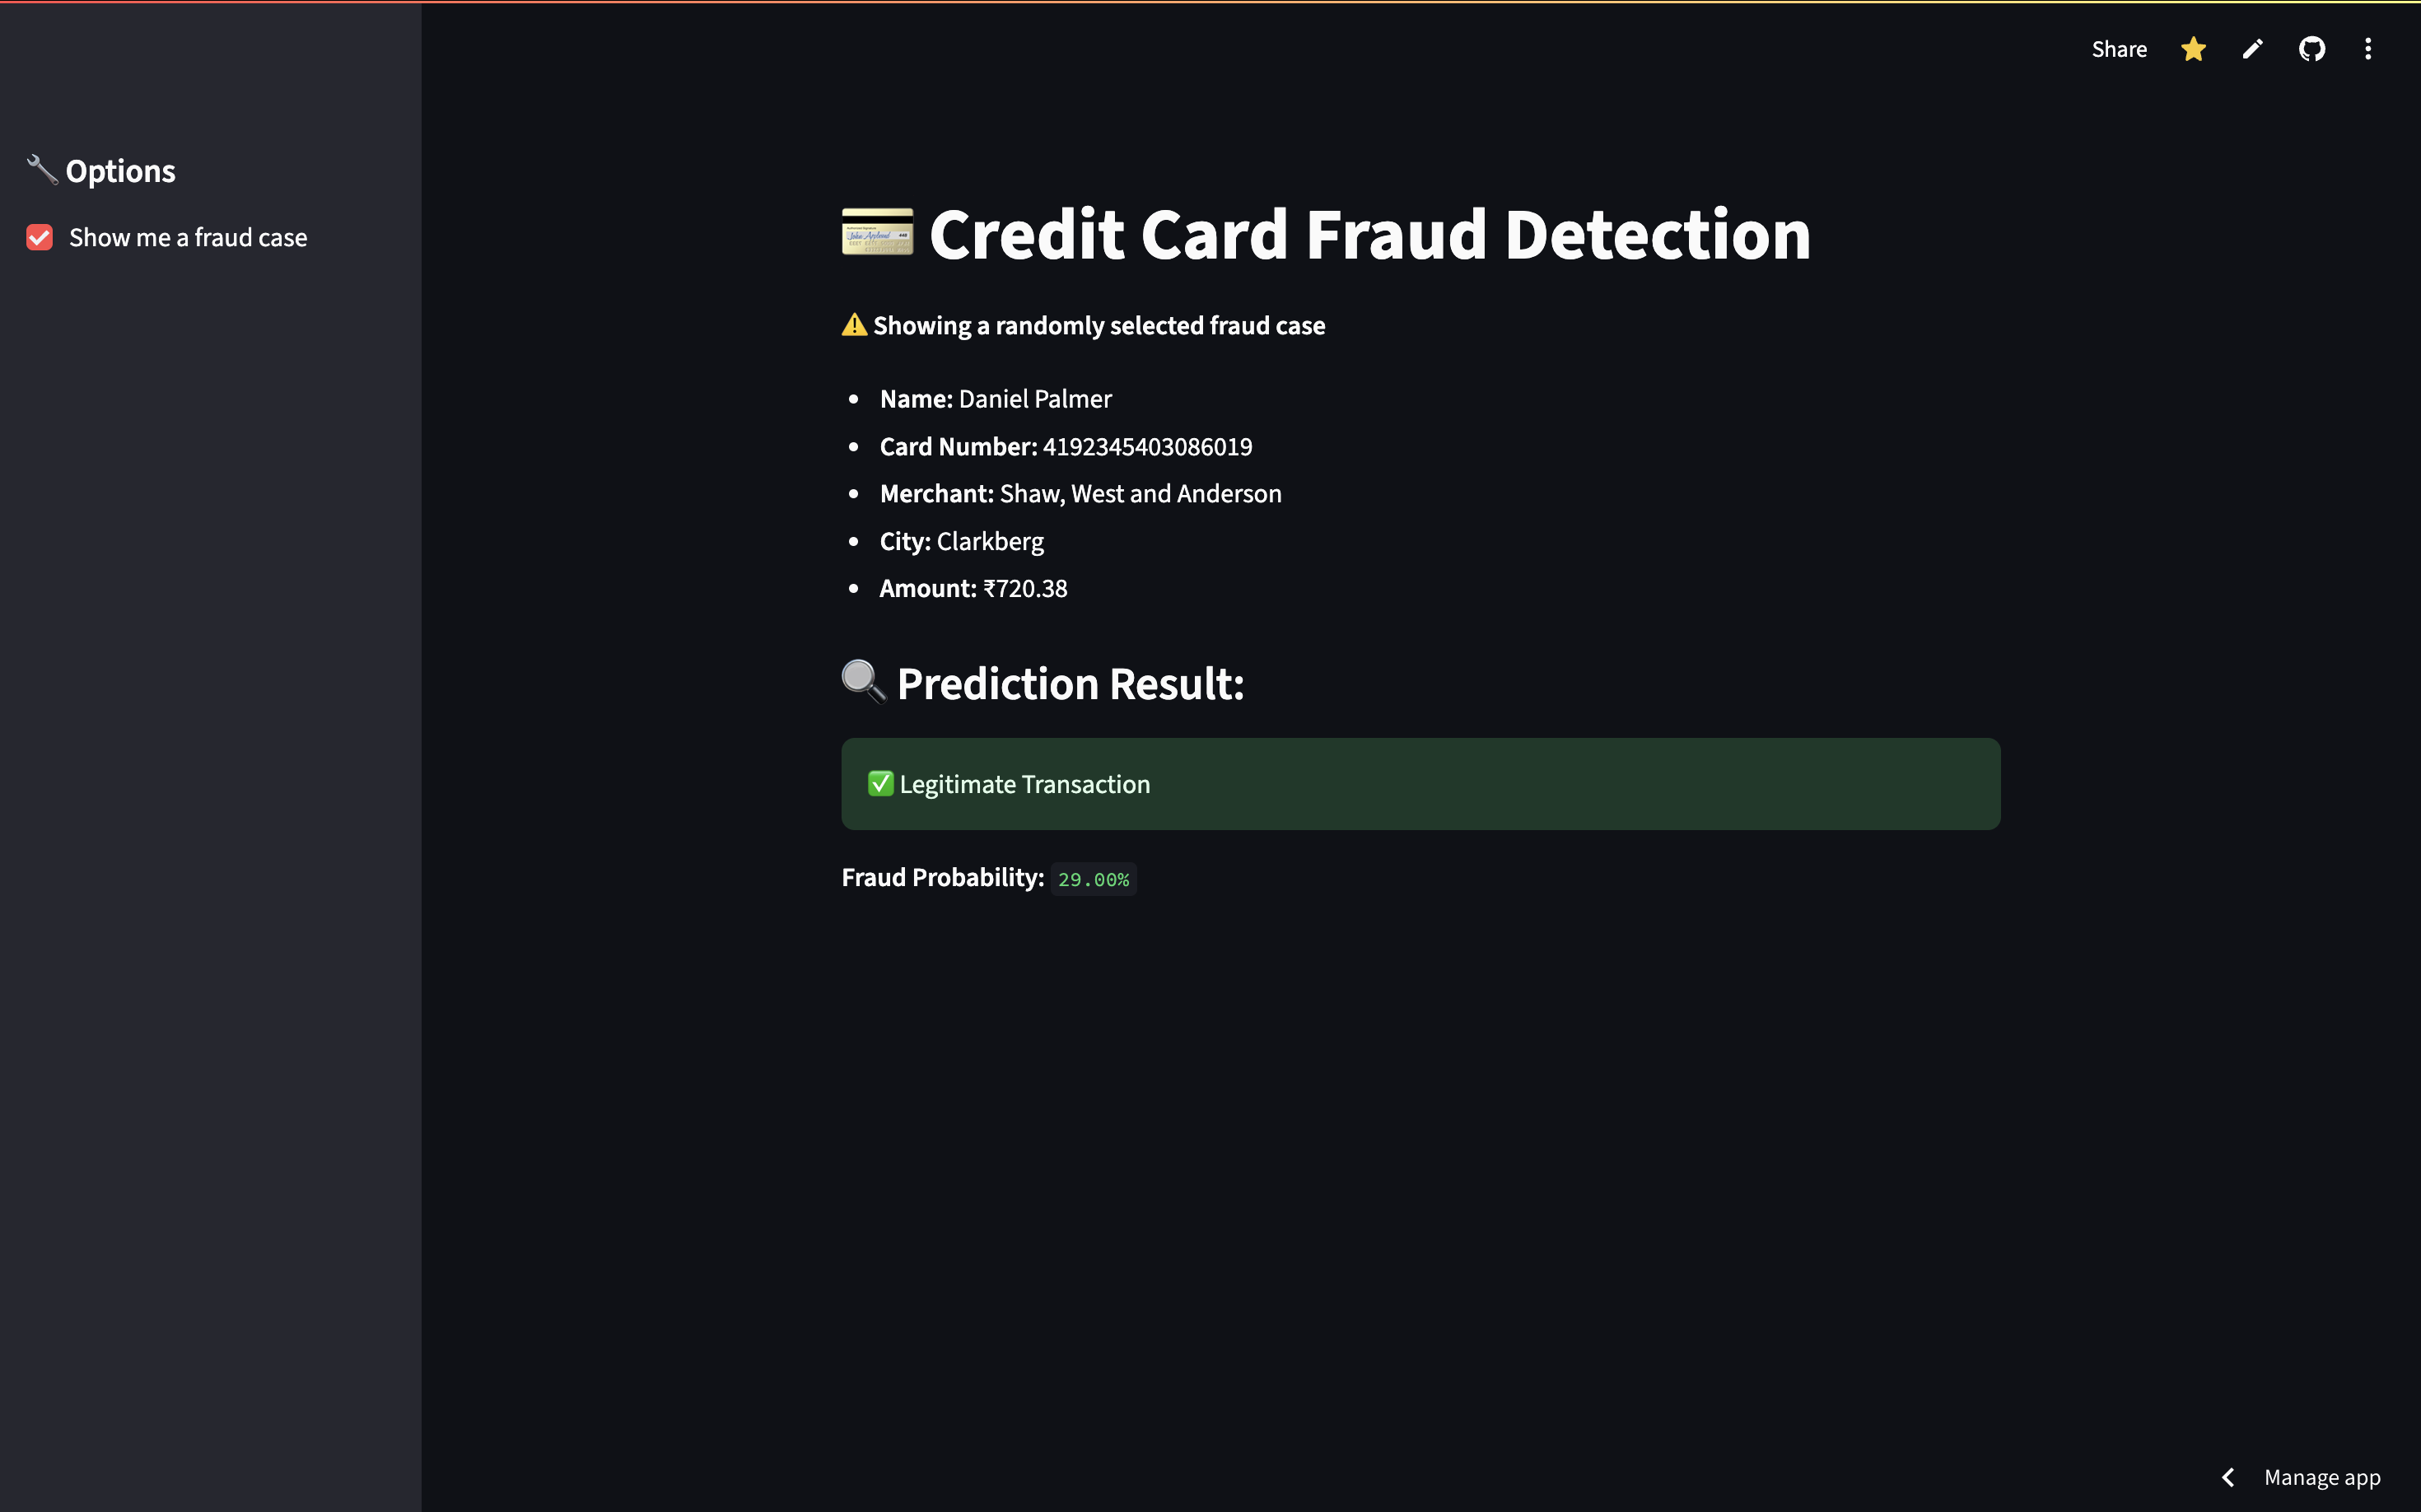 Share
🔧 Options
Show me a fraud case
💳 Credit Card Fraud Detection
⚠️ Showing a randomly selected fraud case
• Name: Daniel Palmer
• Card Number: 4192345403086019
• Merchant: Shaw, West and Anderson
• City: Clarkberg
• Amount: ₹720.38
🔍 Prediction Result:
✅ Legitimate Transaction
Fraud Probability: 29.00%
Manage app